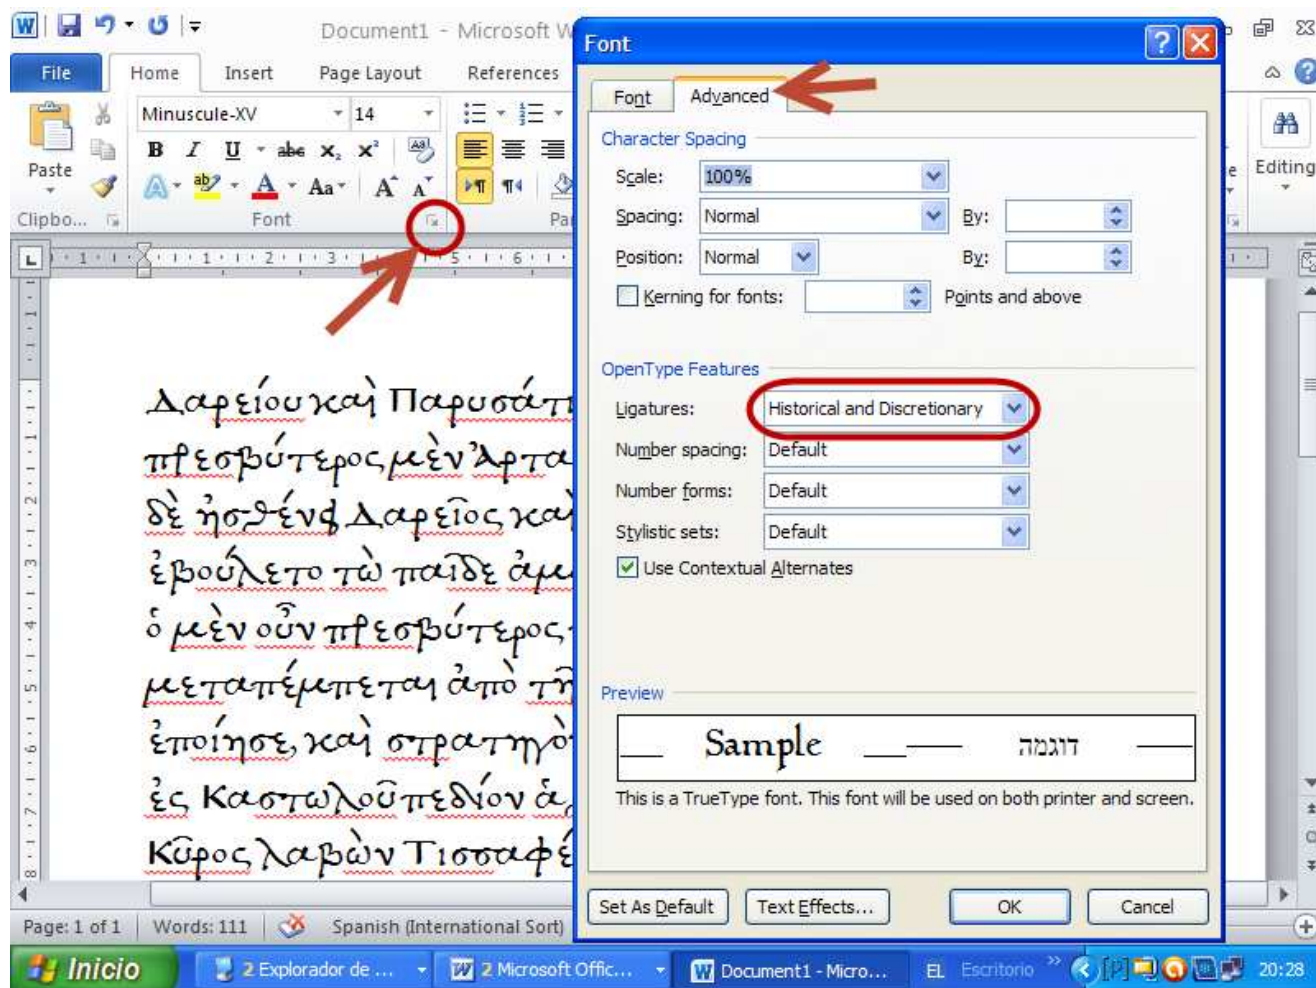 Document1 - Microsoft W
File Home Insert Page Layout References
Minuscule-XV 14
B I U abc x₂ x² Aa
Paste
Aa A A
Editing
Clipbo... Font
Font
Font Advanced
Character Spacing
Scale: 100%
Spacing: Normal By:
Position: Normal By:
Kerning for fonts: Points and above
OpenType Features
Ligatures: Historical and Discretionary
Number spacing: Default
Number forms: Default
Stylistic sets: Default
Use Contextual Alternates
Preview
Sample דוגמה
This is a TrueType font. This font will be used on both printer and screen.
Set As Default Text Effects... OK Cancel
Δαρείου καὶ Παρυσάτι
πρεσβύτερος μὲν Ἀρτα
δὲ ἠσθένει Δαρεῖος καὶ
ἐβούλετο τὼ παῖδε
ὁ μὲν οὖν πρεσβύτερος
μεταπέμπεται ἀπὸ τῆ
ἐποίησε, καὶ στρατηγὸ
ἐς Καστωλοῦ πεδίον ἁ
Κῦρος λαβὼν Τισσαφέ
Page: 1 of 1 Words: 111 Spanish (International Sort)
Inicio 2 Explorador de ... 2 Microsoft Offic... Document1 - Micro... EL Escritorio » 20:28